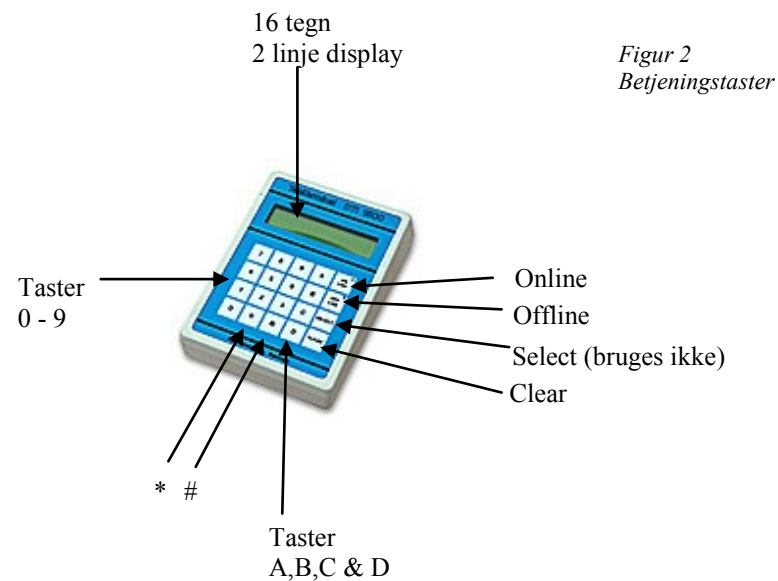 16 tegn
2 linje display
Figur 2
Betjeningstaster
Taster
0 - 9
Online
Offline
Select (bruges ikke)
Clear
* #
Taster
A,B,C & D